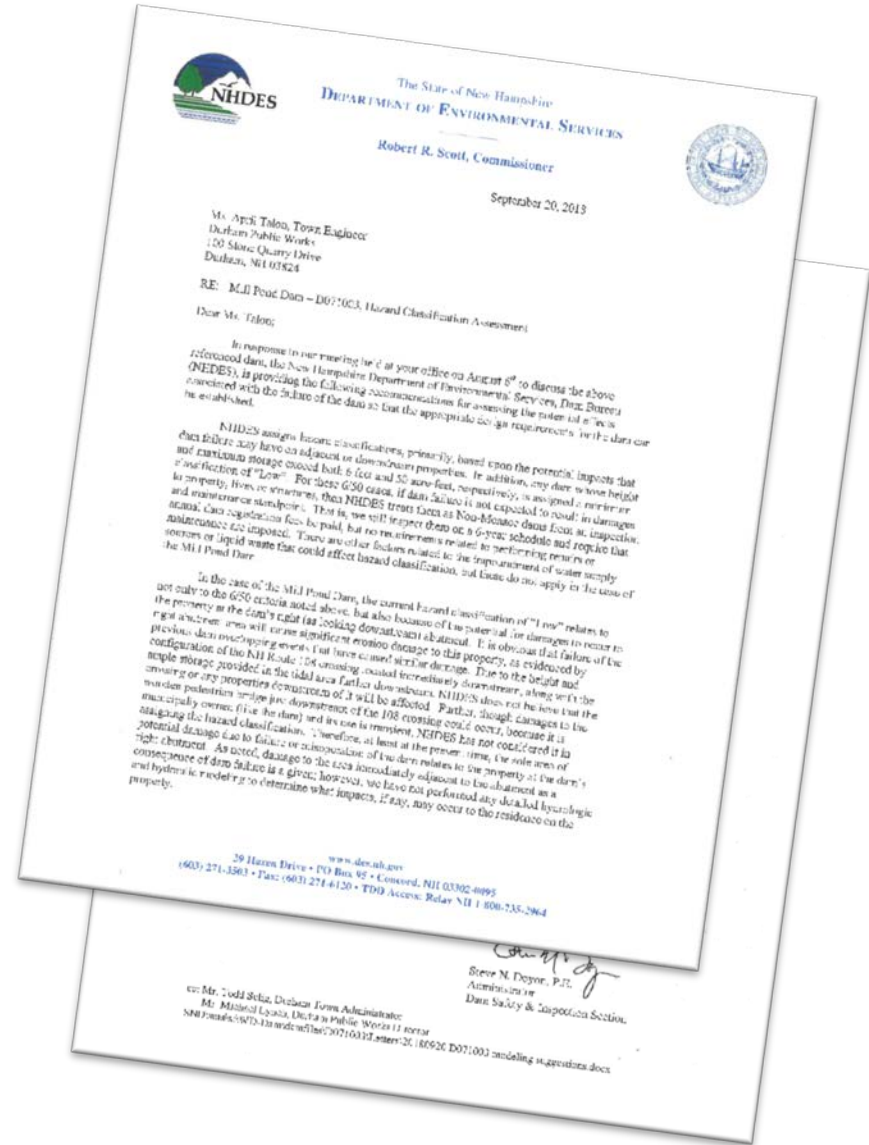 NHDES
The State of New Hampshire
DEPARTMENT OF ENVIRONMENTAL SERVICES
Robert R. Scott, Commissioner
September 20, 2018
Ms. April Talon, Town Engineer
Durham Public Works
100 Stone Quarry Drive
Durham, NH 03824
RE: Mill Pond Dam – D071003, Hazard Classification Assessment
Dear Ms. Talon;
In response to our meeting held at your office on August 8th to discuss the above
referenced dam, the New Hampshire Department of Environmental Services, Dam Bureau
(NHDES), is providing the following recommendations for assessing the potential effects
associated with the failure of the dam so that the appropriate design requirements for the dam can
be established.
NHDES assigns hazard classifications, primarily, based upon the potential impacts that
dam failure may have on adjacent or downstream properties. In addition, any dam whose height
and maximum storage exceed both 6 feet and 50 acre-feet, respectively, is assigned a minimum
classification of "Low". For these 6/50 cases, if dam failure is not expected to result in damages
to property, lives or structures, then NHDES treats them as Non-Menace dams from an inspection
and maintenance standpoint. That is, we still inspect them on a 6-year schedule and require that
annual dam registration fees be paid, but no requirements related to performing repairs or
maintenance are imposed. There are other factors related to the impoundment of water supply
sources or liquid waste that could affect hazard classification, but these do not apply in the case of
the Mill Pond Dam.
In the case of the Mill Pond Dam, the current hazard classification of "Low" relates to
not only to the 6/50 criteria noted above, but also because of the potential for damages to occur to
the property at the dam's right (as looking downstream) abutment. It is obvious that failure of the
right abutment area will cause significant erosion damage to this property, as evidenced by
previous dam overtopping events that have caused similar damage. Due to the height and
configuration of the NH Route 108 crossing located immediately downstream, along with the
ample storage provided in the tidal area further downstream, NHDES does not believe that the
crossing or any properties downstream of it will be affected. Further, though damages to the
wooden pedestrian bridge just downstream of the 108 crossing could occur, because it is
municipally owned (like the dam) and its use is transient, NHDES has not considered it in
assigning the hazard classification. Therefore, at least at the present time, the sole area of
potential damage due to failure or misoperation of the dam relates to the property at the dam's
right abutment. As noted, damage to the area immediately adjacent to the abutment as a
consequence of dam failure is a given; however, we have not performed any detailed hydrologic
and hydraulic modeling to determine what impacts, if any, may occur to the residence on the
property.
www.des.nh.gov
29 Hazen Drive • PO Box 95 • Concord, NH 03302-0095
(603) 271-3503 • Fax: (603) 271-6120 • TDD Access: Relay NH 1-800-735-2964
Steve N. Doyon, P.E.
Administrator
Dam Safety & Inspection Section
cc: Mr. Todd Selig, Durham Town Administrator
Mr. Michael Lynch, Durham Public Works Director
D071003\Letters\20180920 D071003 modeling suggestions.docx